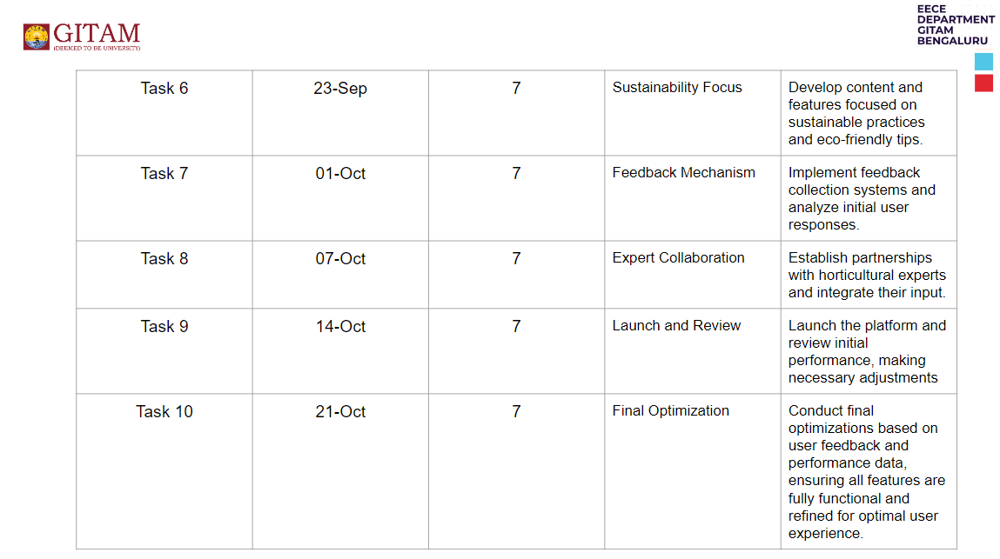 GITAM
(DEEMED TO BE UNIVERSITY)
EECE
DEPARTMENT
GITAM
BENGALURU
Task 6
23-Sep
7
Sustainability Focus
Develop content and
features focused on
sustainable practices
and eco-friendly tips.
Task 7
01-Oct
7
Feedback Mechanism
Implement feedback
collection systems and
analyze initial user
responses.
Task 8
07-Oct
7
Expert Collaboration
Establish partnerships
with horticultural experts
and integrate their input.
Task 9
14-Oct
7
Launch and Review
Launch the platform and
review initial
performance, making
necessary adjustments
Task 10
21-Oct
7
Final Optimization
Conduct final
optimizations based on
user feedback and
performance data,
ensuring all features are
fully functional and
refined for optimal user
experience.